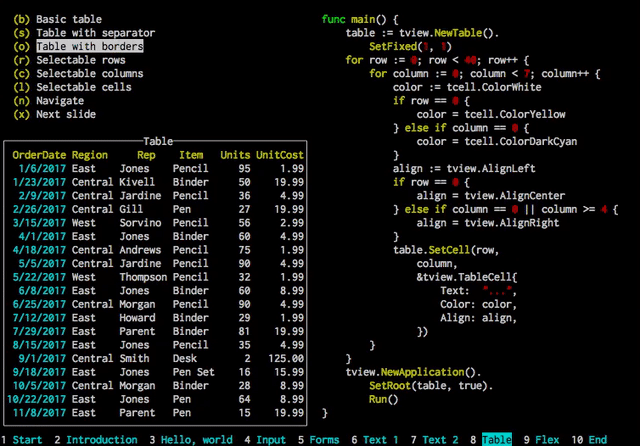 (b) Basic table
(s) Table with separator
(o) Table with borders
(r) Selectable rows
(c) Selectable columns
(l) Selectable cells
(n) Navigate
(x) Next slide
Table
OrderDate Region Rep Item Units UnitCost
1/6/2017 East Jones Pencil 95 1.99
1/23/2017 Central Kivell Binder 50 19.99
2/9/2017 Central Jardine Pencil 36 4.99
2/26/2017 Central Gill Pen 27 19.99
3/15/2017 West Sorvino Pencil 56 2.99
4/1/2017 East Jones Binder 60 4.99
4/18/2017 Central Andrews Pencil 75 1.99
5/5/2017 Central Jardine Pencil 90 4.99
5/22/2017 West Thompson Pencil 32 1.99
6/8/2017 East Jones Binder 60 8.99
6/25/2017 Central Morgan Pencil 90 4.99
7/12/2017 East Howard Binder 29 1.99
7/29/2017 East Parent Binder 81 19.99
8/15/2017 East Jones Pencil 35 4.99
9/1/2017 Central Smith Desk 2 125.00
9/18/2017 East Jones Pen Set 16 15.99
10/5/2017 Central Morgan Binder 28 8.99
10/22/2017 East Jones Pen 64 8.99
11/8/2017 East Parent Pen 15 19.99
func main() {
table := tview.NewTable().
SetFixed(1, 1)
for row := 0; row < 40; row++ {
for column := 0; column < 7; column++ {
color := tcell.ColorWhite
if row == 0 {
color = tcell.ColorYellow
} else if column == 0 {
color = tcell.ColorDarkCyan
}
align := tview.AlignLeft
if row == 0 {
align = tview.AlignCenter
} else if column == 0 || column >= 4 {
align = tview.AlignRight
}
table.SetCell(row,
column,
&tview.TableCell{
Text: "...",
Color: color,
Align: align,
})
}
}
tview.NewApplication().
SetRoot(table, true).
Run()
}
1 Start 2 Introduction 3 Hello, world 4 Input 5 Forms 6 Text 1 7 Text 2 8 Table 9 Flex 10 End